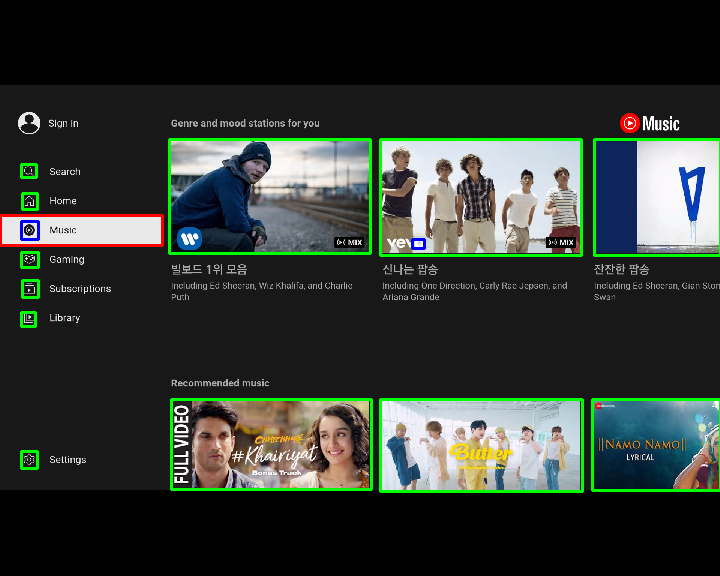 Sign In
Search
Home
Music
Gaming
Subscriptions
Library
Settings
Music
Genre and mood stations for you
MIX
vev
MIX
빌보드 1위 모음
Including Ed Sheeran, Wiz Khalifa, and Charlie
Puth
신나는 팝송
Including One Direction, Carly Rae Jepsen, and
Ariana Grande
잔잔한 팝송
Including Ed Sheeran, Gian
Swan
Recommended music
FULL VIDEO
CHHICHHORE
#Khairiyat
Bonus Track
Butter
||NAMO NAMO||
LYRICAL